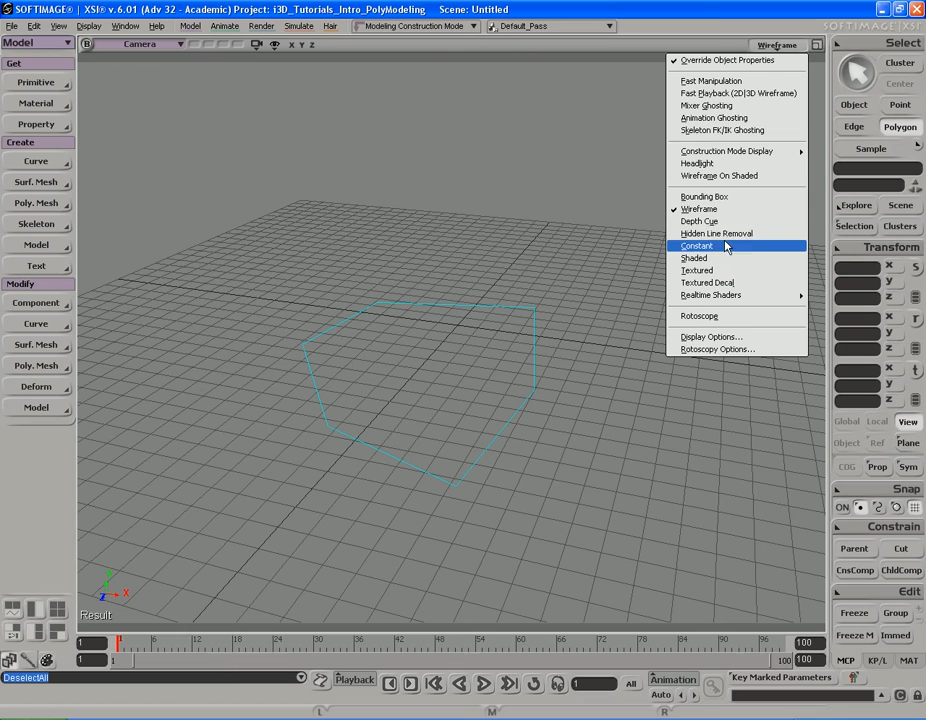 SOFTIMAGE® | XSI® v.6.01 (Adv 32 - Academic) Project: i3D_Tutorials_Intro_PolyModeling    Scene: Untitled
File Edit View Display Window Help Model Animate Render Simulate Hair Modeling Construction Mode Default_Pass SOFTIMAGE|XSI
Model
Get
Primitive
Material
Property
Create
Curve
Surf. Mesh
Poly. Mesh
Skeleton
Model
Text
Modify
Component
Curve
Surf. Mesh
Poly. Mesh
Deform
Model
B Camera X Y Z Wireframe
Override Object Properties
Fast Manipulation
Fast Playback (2D|3D Wireframe)
Mixer Ghosting
Animation Ghosting
Skeleton FK/IK Ghosting
Construction Mode Display
Headlight
Wireframe On Shaded
Bounding Box
Wireframe
Depth Cue
Hidden Line Removal
Constant
Shaded
Textured
Textured Decal
Realtime Shaders
Rotoscope
Display Options...
Rotoscopy Options...
Y
Z X
Result
Select
Cluster
Center
Object Point
Edge Polygon
Sample
Explore Scene
Selection Clusters
Transform
x s
y
z
x r
y
z
x t
y
z
Global Local View
Object Ref Plane
COG Prop Sym
Snap
ON
Constrain
Parent Cut
CnsComp ChldComp
Edit
Freeze Group
Freeze M Immed
MCP KP/L MAT
1 1 6 12 18 24 30 36 42 48 54 60 66 72 78 84 90 96 100
1 1 100 100
DeselectAll Playback 1 All Animation Key Marked Parameters
Auto
L M R